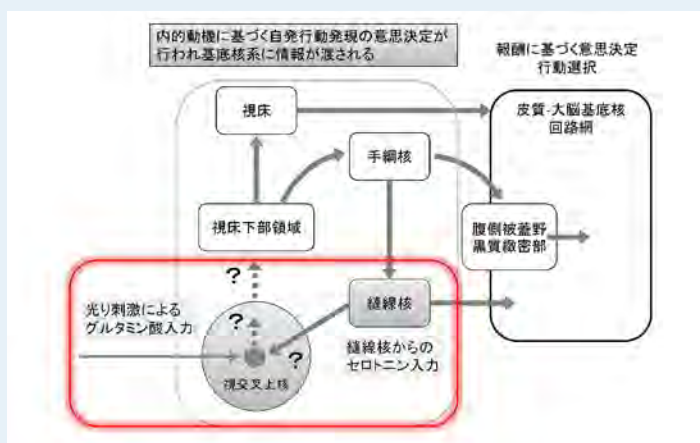 内的動機に基づく自発行動発現の意思決定が
行われ基底核系に情報が渡される
報酬に基づく意思決定
行動選択
視床
皮質-大脳基底核
回路網
手綱核
視床下部領域
腹側被蓋野
黒質緻密部
?
光り刺激による
グルタミン酸入力
?
縫線核
?
縫線核からの
セロトニン入力
視交叉上核